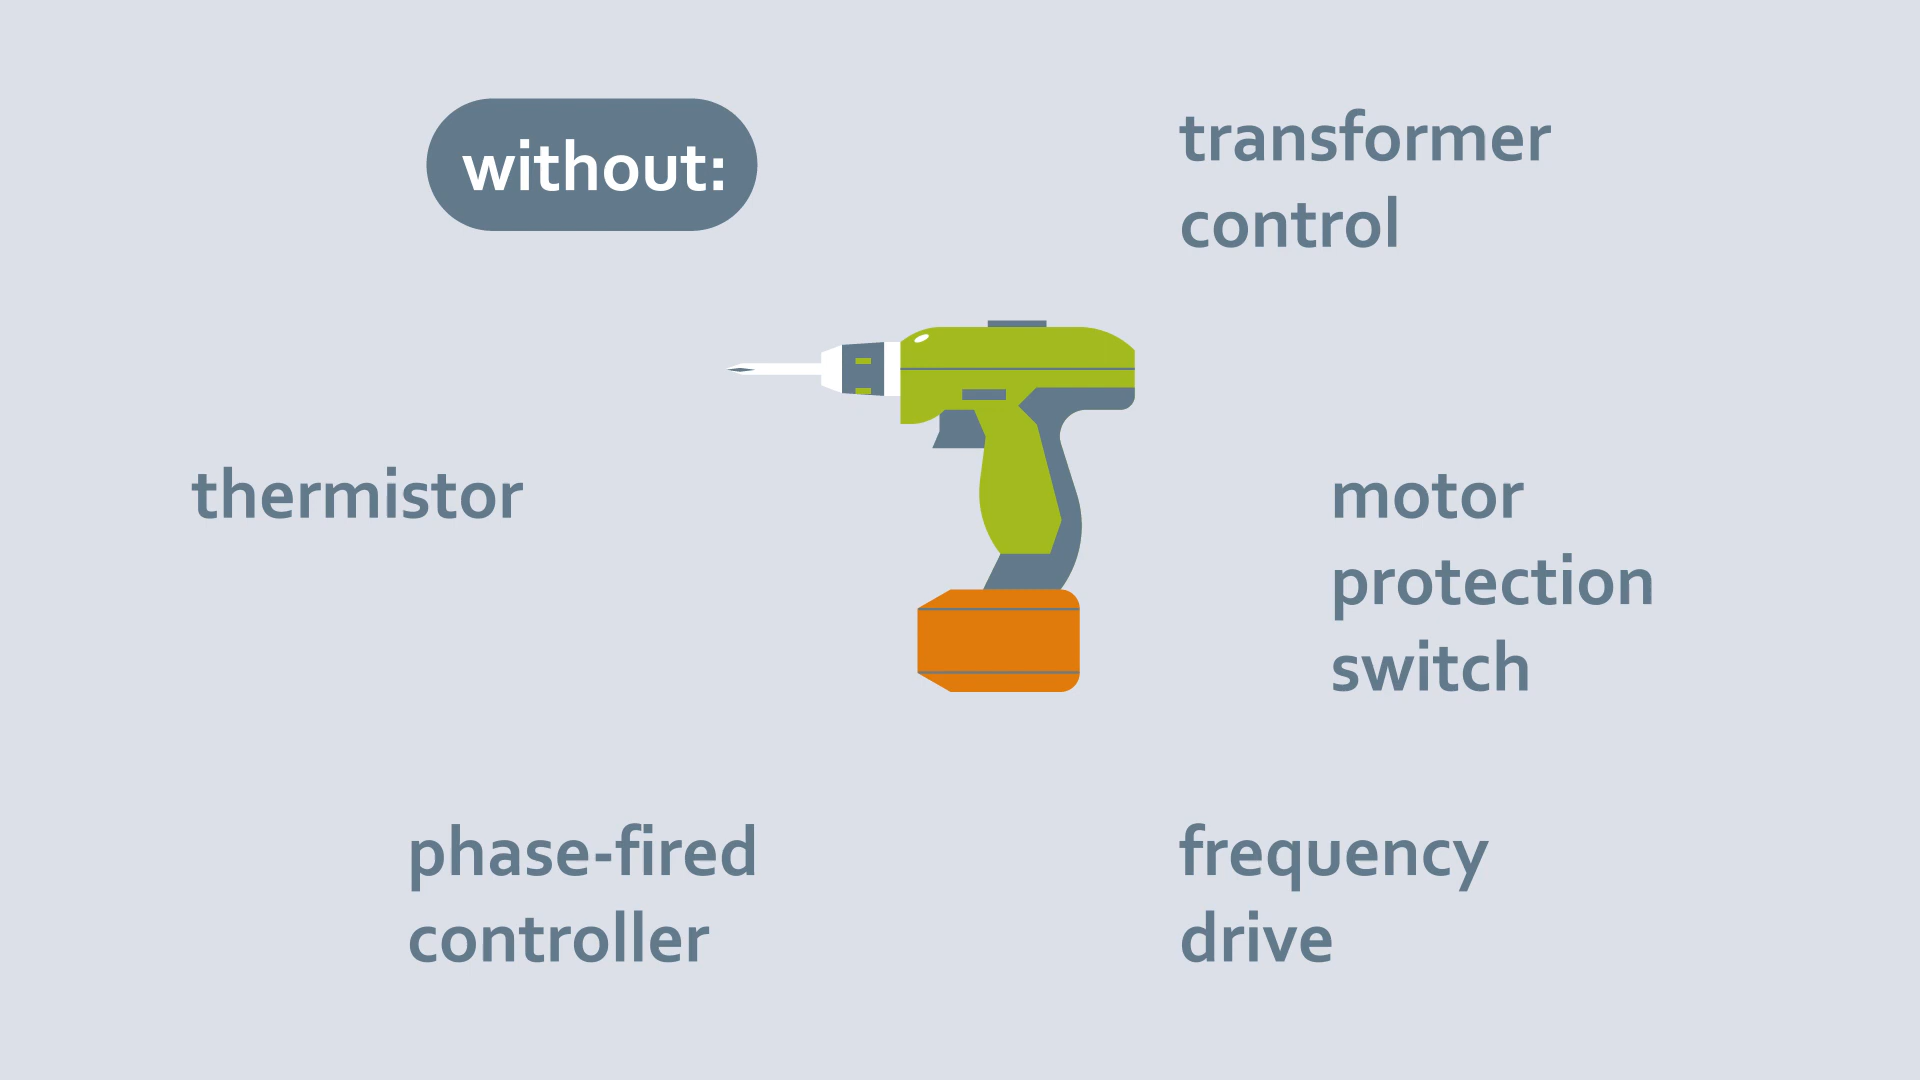 without:
transformer
control
thermistor
motor
protection
switch
phase-fired
controller
frequency
drive